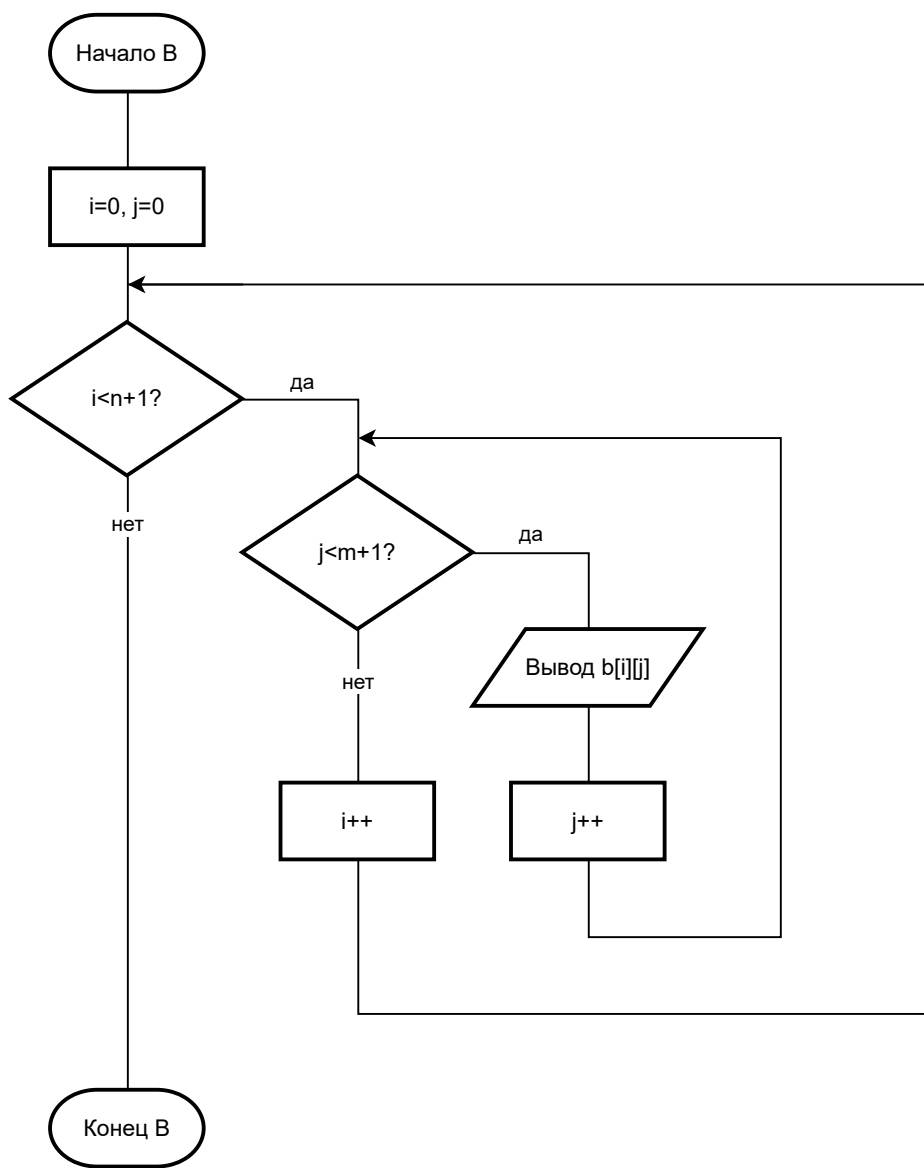 Начало B
i=0, j=0
i<n+1?
да
нет
j<m+1?
да
нет
Вывод b[i][j]
i++
j++
Конец B